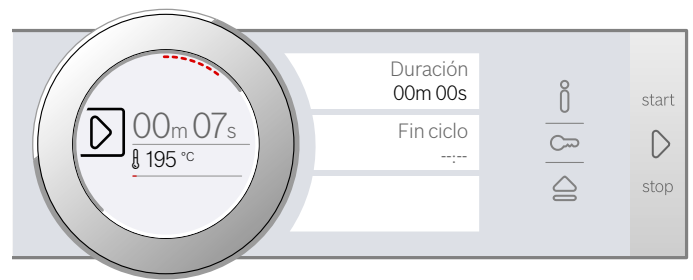 00m 07s
195 °C
Duración
00m 00s
Fin ciclo
--:--
start
stop